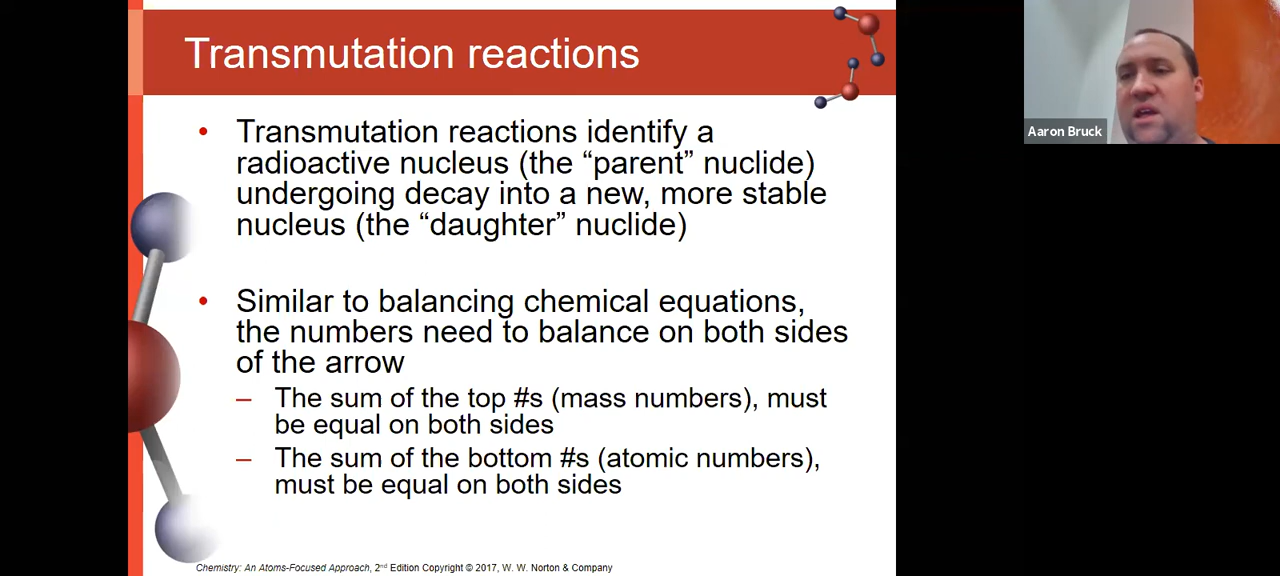 Transmutation reactions
• Transmutation reactions identify a
radioactive nucleus (the “parent” nuclide)
undergoing decay into a new, more stable
nucleus (the “daughter” nuclide)
• Similar to balancing chemical equations,
the numbers need to balance on both sides
of the arrow
– The sum of the top #s (mass numbers), must
be equal on both sides
– The sum of the bottom #s (atomic numbers),
must be equal on both sides
Chemistry: An Atoms-Focused Approach, 2nd Edition Copyright © 2017, W. W. Norton & Company
Aaron Bruck